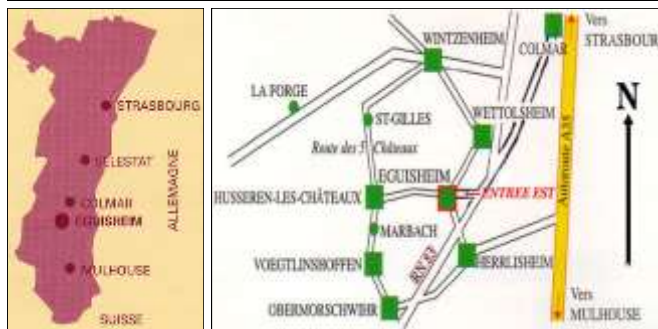 STRASBOURG
SELESTAT
COLMAR
EGUISHEIM
MULHOUSE
ALLEMAGNE
SUISSE
Vers
STRASBOUR
COLMAR
WINTZENHEIM
LA FORGE
ST-GILLES
WETTOLSHEIM
Route des 5 Châteaux
EGUISHEIM
HUSSEREN-LES-CHÂTEAUX
ENTREE EST
MARBACH
VOEGTLINSHOFFEN
HERRLISHEIM
OBERMORSCHWIHR
RN 83
Autoroute A35
N
Vers
MULHOUSE